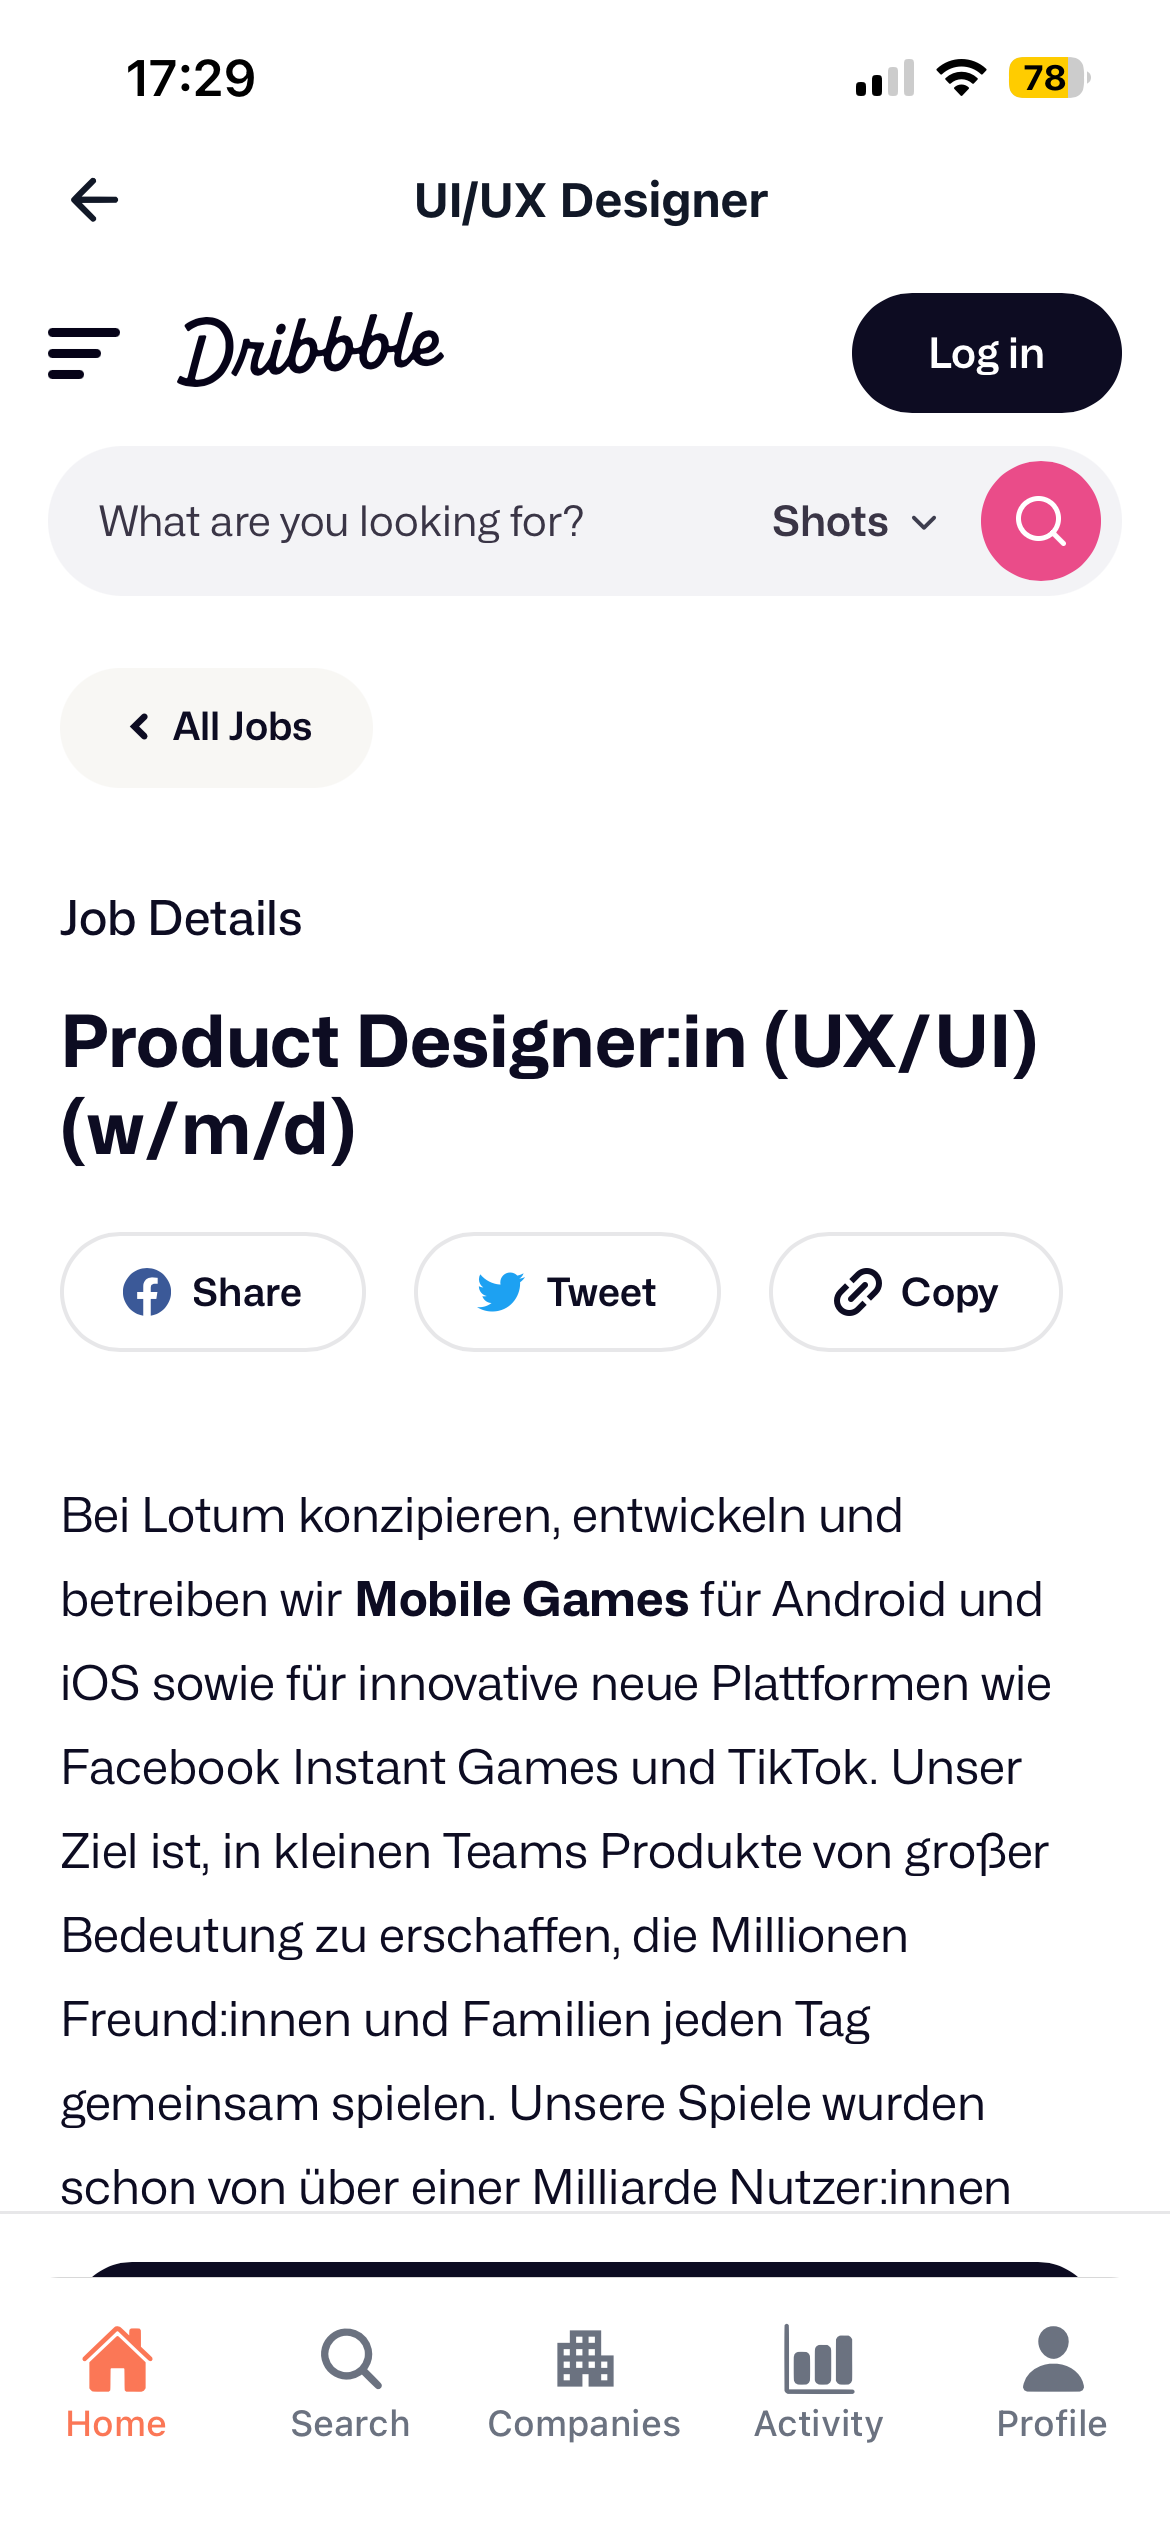 17:29
78
UI/UX Designer
Dribbble
Log in
What are you looking for?
Shots
All Jobs
Job Details
Product Designer:in (UX/UI)
(w/m/d)
Share
Tweet
Copy
Bei Lotum konzipieren, entwickeln und
betreiben wir Mobile Games für Android und
iOS sowie für innovative neue Plattformen wie
Facebook Instant Games und TikTok. Unser
Ziel ist, in kleinen Teams Produkte von großer
Bedeutung zu erschaffen, die Millionen
Freund:innen und Familien jeden Tag
gemeinsam spielen. Unsere Spiele wurden
schon von über einer Milliarde Nutzer:innen
Home
Search
Companies
Activity
Profile